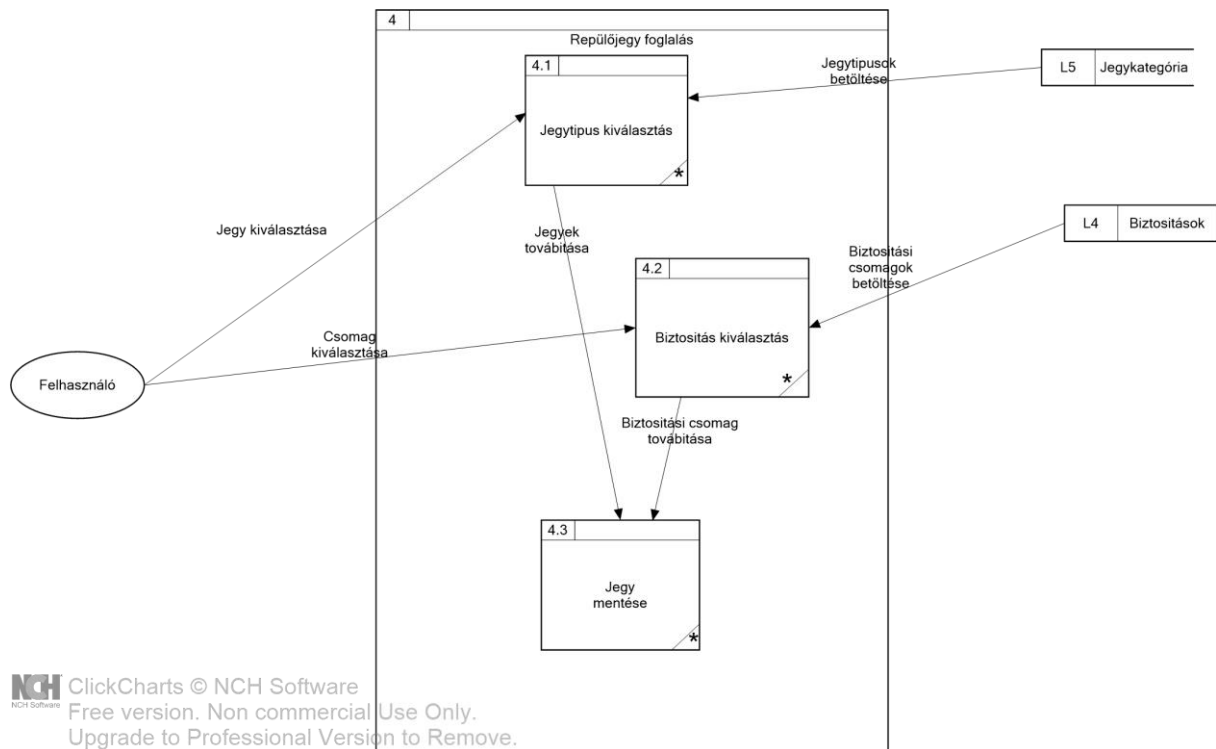 4
Repülőjegy foglalás
4.1
Jegytipus kiválasztás
*
Jegytipusok
betöltése
L5
Jegykategória
Jegy kiválasztása
Jegyek
továbitása
L4
Biztositások
Biztositási
csomagok
betöltése
4.2
Biztositás kiválasztás
*
Csomag
kiválasztása
Felhasználó
Biztositási csomag
továbitása
4.3
Jegy
mentése
*
NCH
NCH Software
ClickCharts © NCH Software
Free version. Non commercial Use Only.
Upgrade to Professional Version to Remove.